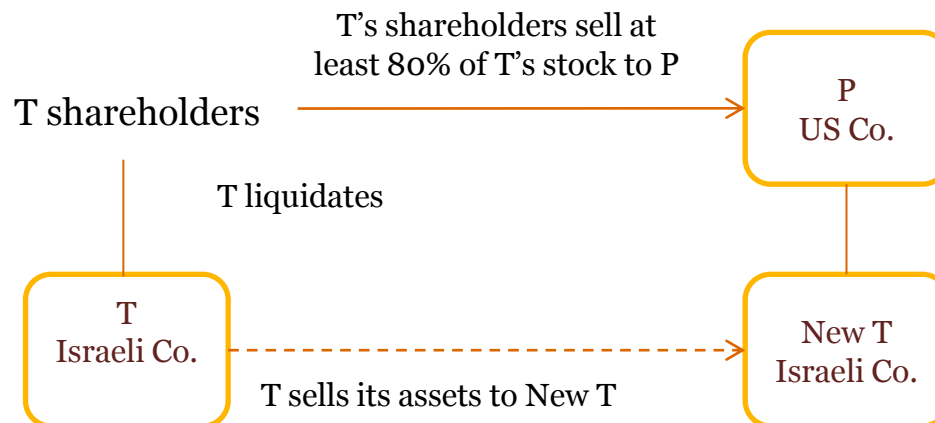 T’s shareholders sell at
least 80% of T’s stock to P
T shareholders
P
US Co.
T liquidates
T
Israeli Co.
New T
Israeli Co.
T sells its assets to New T